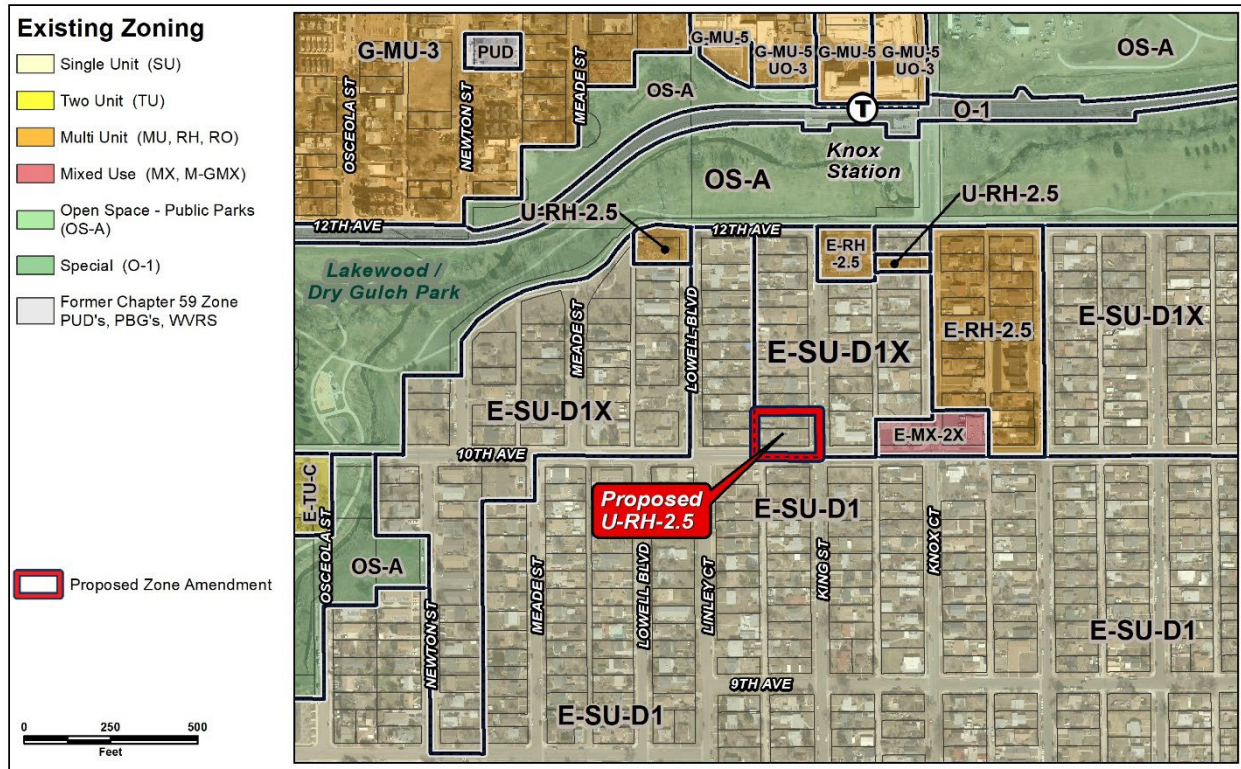 Existing Zoning
Single Unit (SU)
Two Unit (TU)
Multi Unit (MU, RH, RO)
Mixed Use (MX, M-GMX)
Open Space - Public Parks
(OS-A)
Special (O-1)
Former Chapter 59 Zone
PUD's, PBG's, WVRS
Proposed Zone Amendment
0 250 500
Feet
G-MU-3
PUD
G-MU-5
G-MU-5
UO-3
G-MU-5
G-MU-5
UO-3
OS-A
OS-A
O-1
T
Knox
Station
OS-A
OSCEOLA ST
NEWTON ST
MEADE ST
U-RH-2.5
U-RH-2.5
12TH AVE
12TH AVE
E-RH
-2.5
Lakewood /
Dry Gulch Park
MEADE ST
LOWELL BLVD
E-SU-D1X
E-SU-D1X
E-RH-2.5
E-SU-D1X
E-MX-2X
10TH AVE
E-TU-C
OSCEOLA ST
Proposed
U-RH-2.5
E-SU-D1
OS-A
NEWTON ST
MEADE ST
LOWELL BLVD
LINLEY CT
KING ST
KNOX CT
E-SU-D1
9TH AVE
E-SU-D1